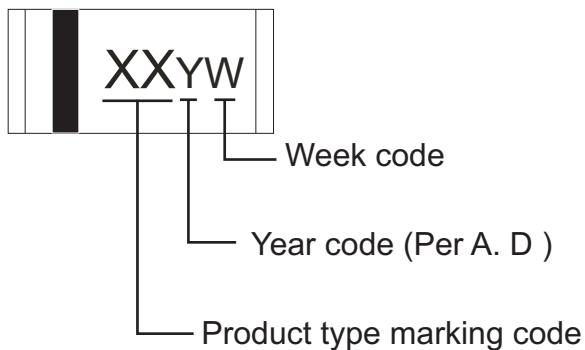 XXYW
Week code
Year code (Per A. D )
Product type marking code